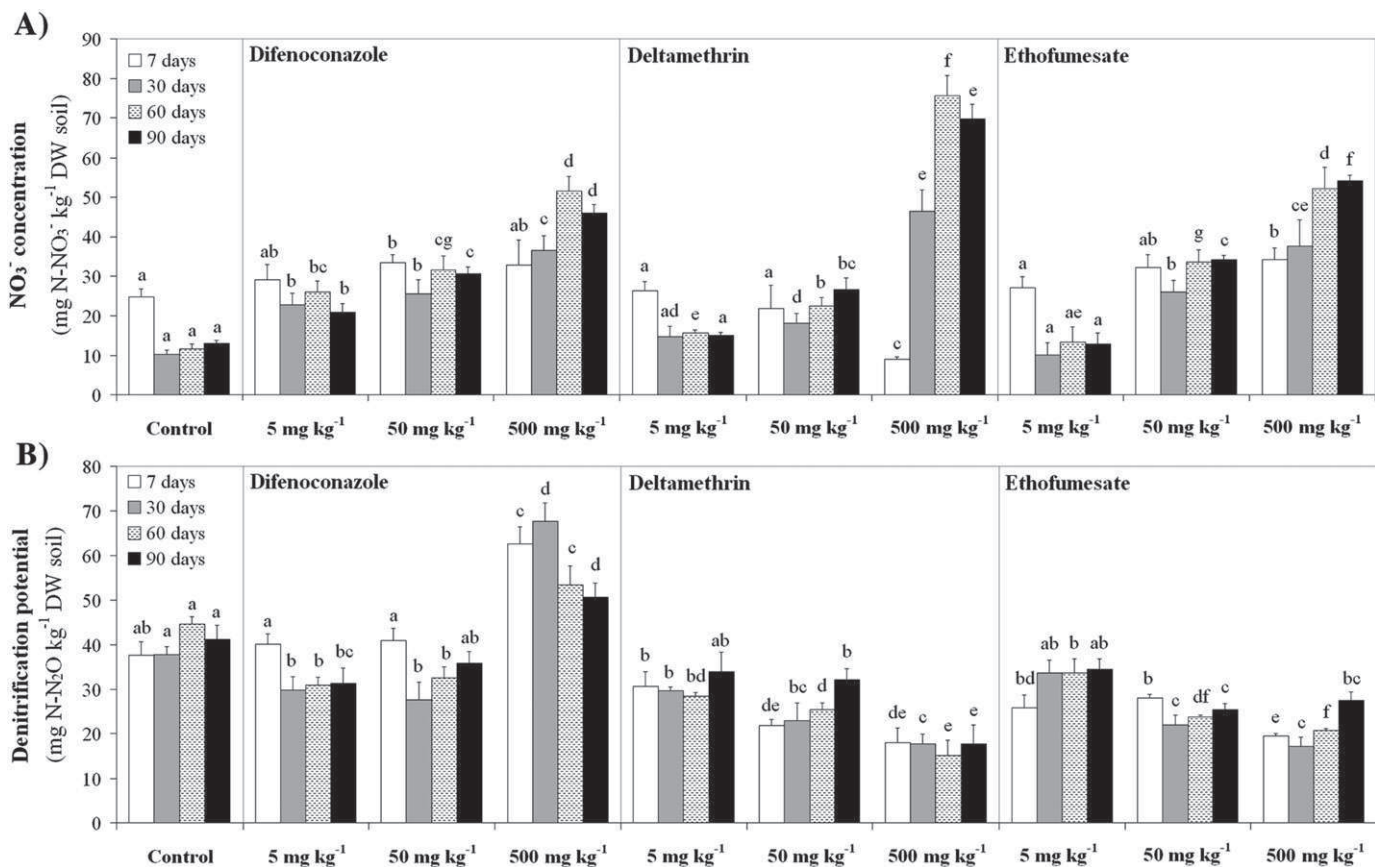 A)
NO₃⁻ concentration
(mg N-NO₃⁻ kg⁻¹ DW soil)
90
80
70
60
50
40
30
20
10
0
7 days
30 days
60 days
90 days
Difenoconazole
Deltamethrin
Ethofumesate
a a a a
ab b bc b
b b cg c
ab c d d
a ad e a
a d b bc
c e f e
a a ae a
ab b g c
b ce d f
Control 5 mg kg⁻¹ 50 mg kg⁻¹ 500 mg kg⁻¹ 5 mg kg⁻¹ 50 mg kg⁻¹ 500 mg kg⁻¹ 5 mg kg⁻¹ 50 mg kg⁻¹ 500 mg kg⁻¹
B)
Denitrification potential
(mg N-N₂O kg⁻¹ DW soil)
80
70
60
50
40
30
20
10
0
7 days
30 days
60 days
90 days
Difenoconazole
Deltamethrin
Ethofumesate
ab a a a
a b b bc
a b b ab
c d c d
b b bd ab
de bc d b
de c e e
bd ab b ab
b c df c
e c f bc
Control 5 mg kg⁻¹ 50 mg kg⁻¹ 500 mg kg⁻¹ 5 mg kg⁻¹ 50 mg kg⁻¹ 500 mg kg⁻¹ 5 mg kg⁻¹ 50 mg kg⁻¹ 500 mg kg⁻¹